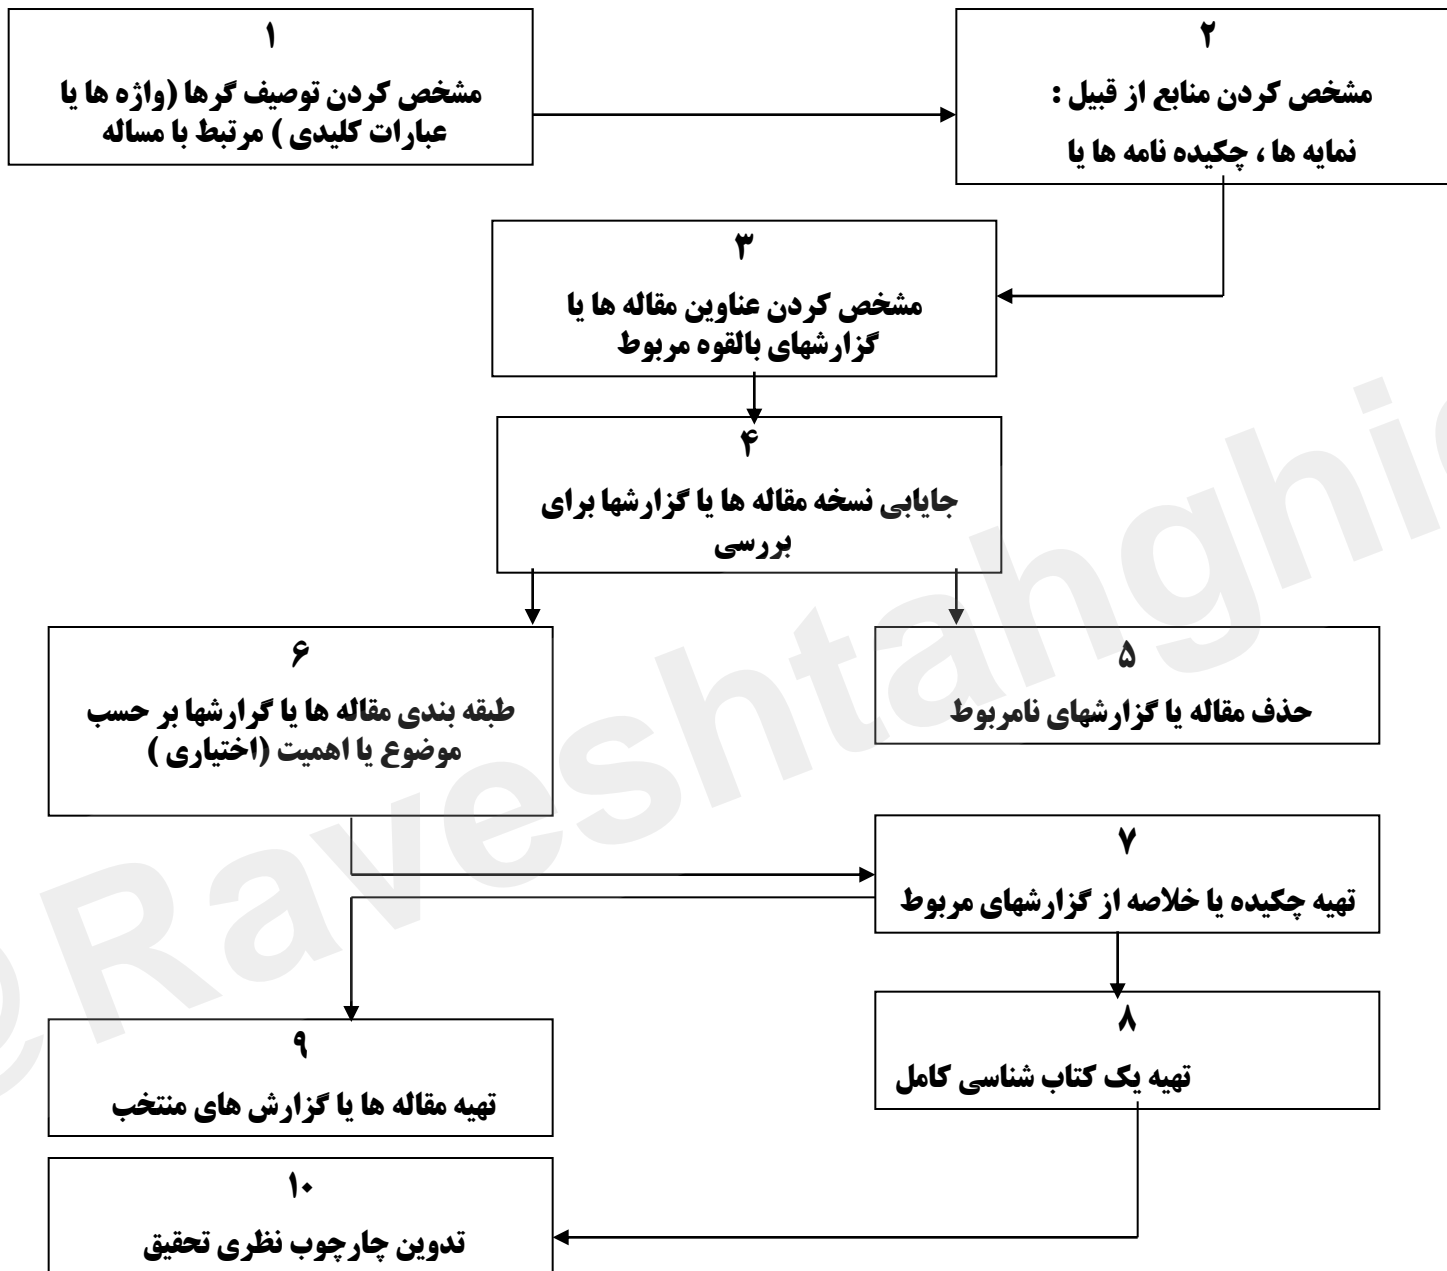 ۱
مشخص کردن توصیف گرها (واژه ها یا
عبارات کلیدی ) مرتبط با مساله
۲
مشخص کردن منابع از قبیل :
نمایه ها ، چکیده نامه ها یا
۳
مشخص کردن عناوین مقاله ها یا
گزارشهای بالقوه مربوط
۴
جایابی نسخه مقاله ها یا گزارشها برای
بررسی
۵
حذف مقاله یا گزارشهای نامربوط
۶
طبقه بندی مقاله ها یا گرارشها بر حسب
موضوع یا اهمیت (اختیاری )
۷
تهیه چکیده یا خلاصه از گزارشهای مربوط
۸
تهیه یک کتاب شناسی کامل
۹
تهیه مقاله ها یا گزارش های منتخب
۱۰
تدوین چارچوب نظری تحقیق
@Raveshtahghi